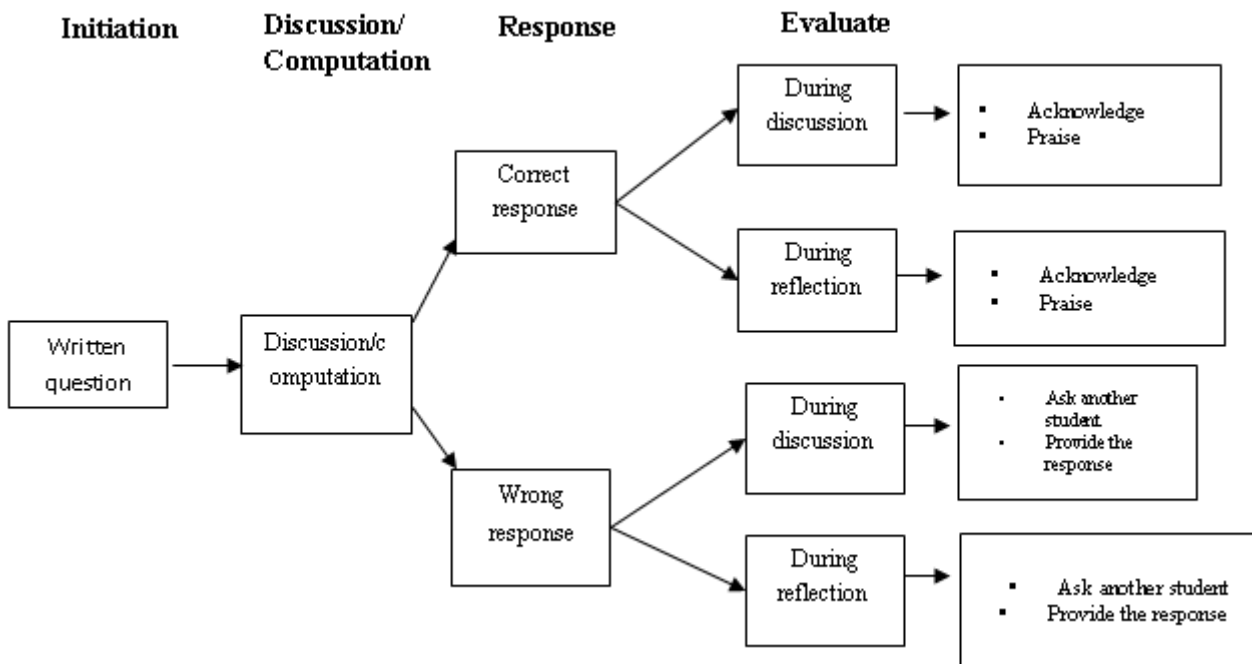 Initiation
Discussion/
Computation
Response
Evaluate
Written
question
Discussion/c
omputation
Correct
response
Wrong
response
During
discussion
▪ Acknowledge
▪ Praise
During
reflection
▪ Acknowledge
▪ Praise
During
discussion
▪ Ask another
student
▪ Provide the
response
During
reflection
▪ Ask another student
▪ Provide the response